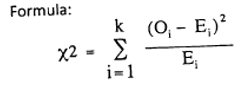 Formula:
χ2 = k Σ i = 1 (Oᵢ – Eᵢ)² / Eᵢ